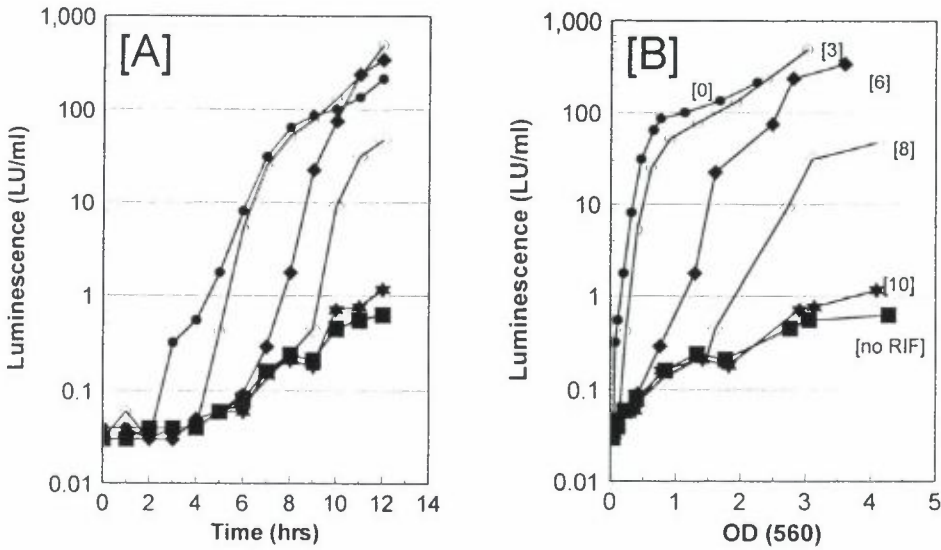 [A]
1,000
100
10
1
0.1
0.01
Luminescence (LU/ml)
0 2 4 6 8 10 12 14
Time (hrs)
[B]
1,000
100
10
1
0.1
0.01
Luminescence (LU/ml)
[0]
[3]
[6]
[8]
[10]
[no RIF]
0 1 2 3 4 5
OD (560)